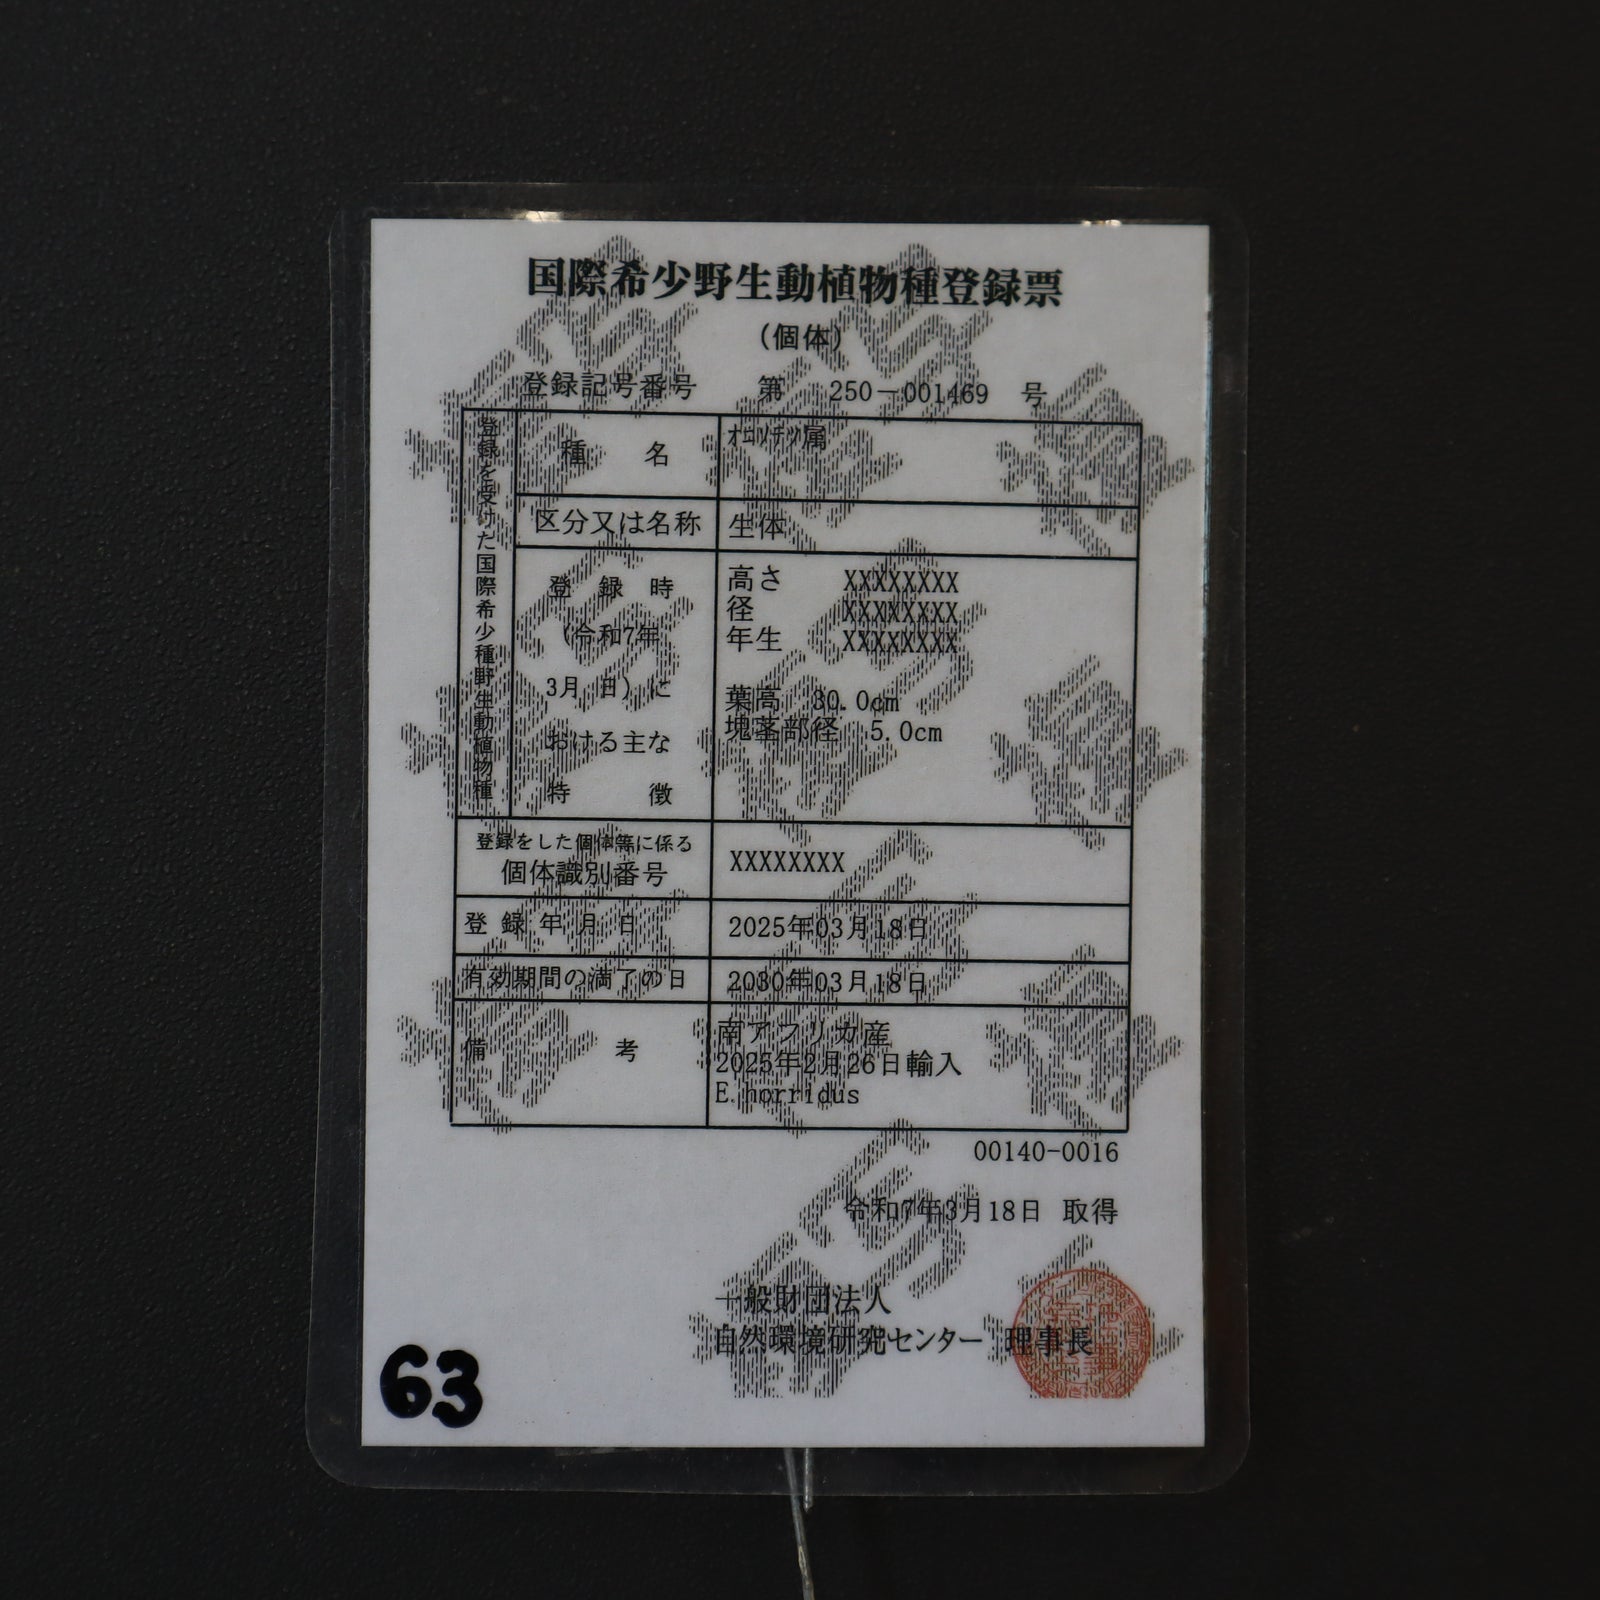 国際希少野生動植物種登録票
(個体)
登録記号番号 第 250－001469 号
登録を受けた国際希少種野生動植物種
種 名 オニソテツ属
区分又は名称 生体
登 録 時
(令和7年
3月 日) に
おける主な
特 徴
高さ XXXXXXXX
径 XXXXXXXX
年生 XXXXXXXX
葉高 30.0cm
塊茎部径 5.0cm
登録をした個体等に係る
個体識別番号 XXXXXXXX
登 録 年 月 日 2025年03月18日
有効期間の満了の日 2030年03月18日
備 考
南アフリカ産
2025年2月26日輸入
E.horridus
00140-0016
令和7年3月18日 取得
一般財団法人
自然環境研究センター 理事長
63